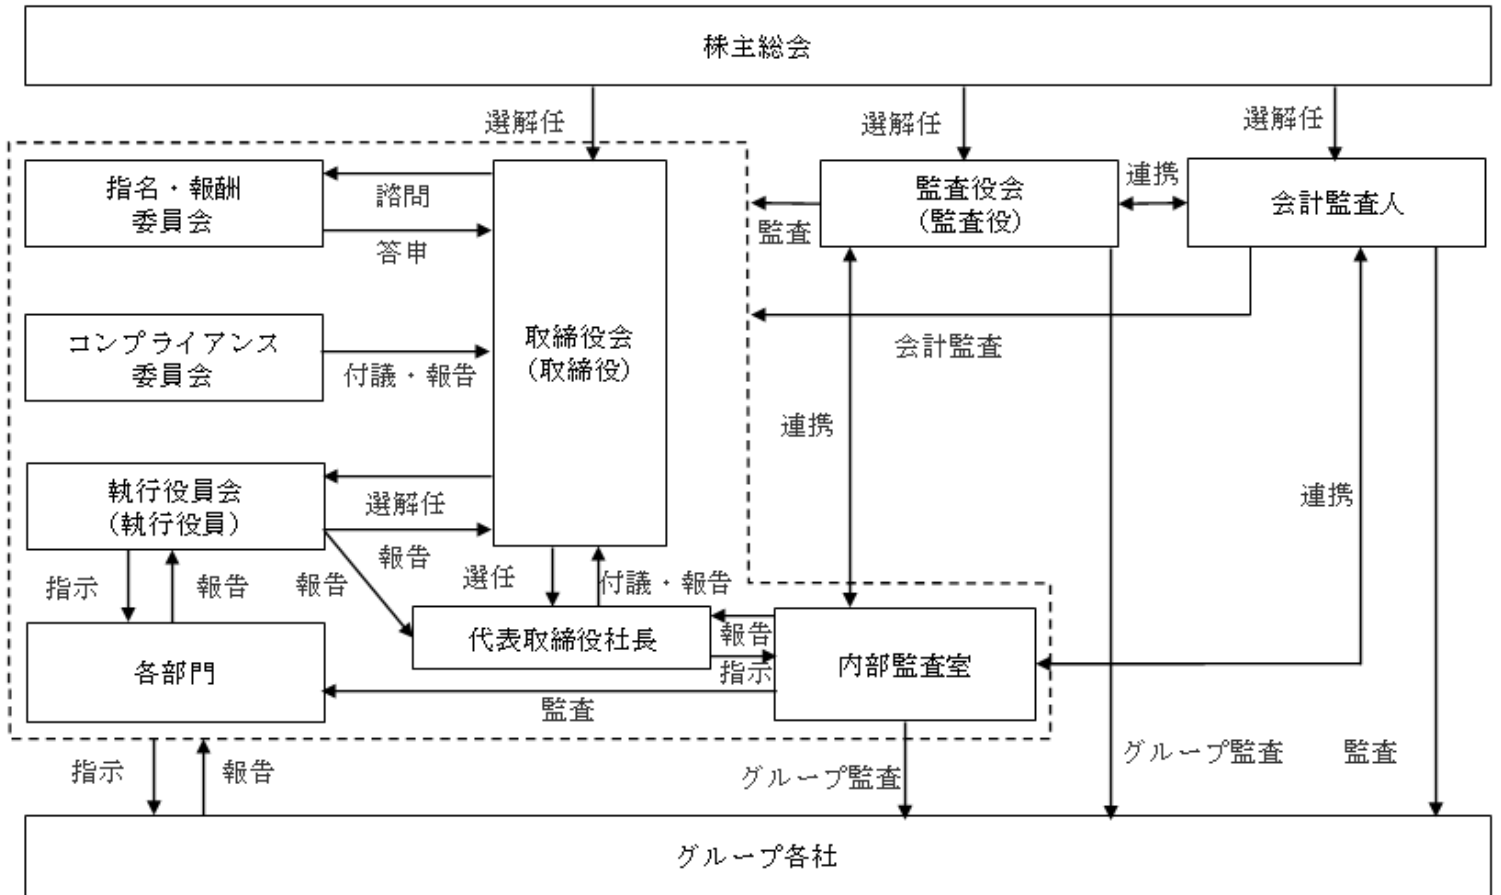 株主総会
選解任
選解任
選解任
指名・報酬
委員会
諮問
答申
監査役会
(監査役)
連携
会計監査人
監査
コンプライアンス
委員会
付議・報告
取締役会
(取締役)
会計監査
連携
連携
執行役員会
(執行役員)
選解任
報告
指示
報告
報告
選任
付議・報告
代表取締役社長
報告
指示
内部監査室
各部門
監査
指示
報告
グループ監査
グループ監査
監査
グループ各社